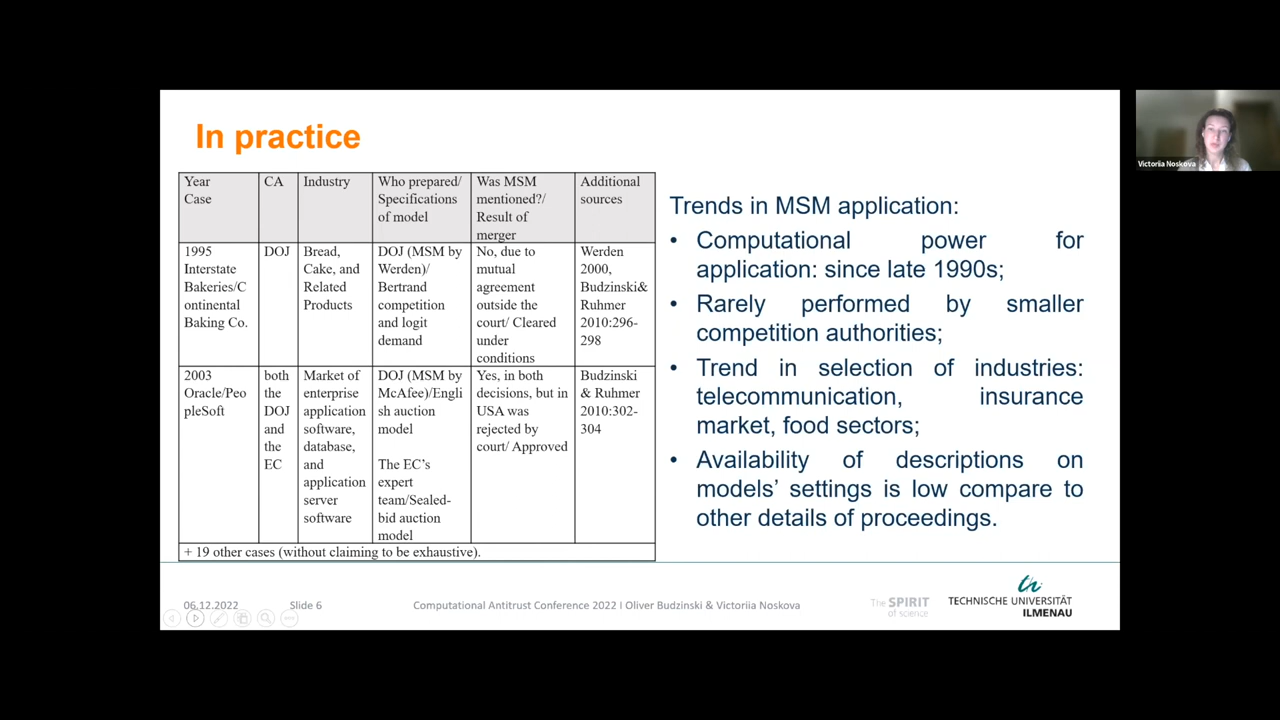 In practice
Year
Case
CA
Industry
Who prepared/
Specifications
of model
Was MSM
mentioned?/
Result of
merger
Additional
sources
1995
Interstate
Bakeries/C
ontinental
Baking Co.
DOJ
Bread,
Cake, and
Related
Products
DOJ (MSM by
Werden)/
Bertrand
competition
and logit
demand
No, due to
mutual
agreement
outside the
court/ Cleared
under
conditions
Werden
2000,
Budzinski&
Ruhmer
2010:296-
298
2003
Oracle/Peo
pleSoft
both
the
DOJ
and
the
EC
Market of
enterprise
application
software,
database,
and
application
server
software
DOJ (MSM by
McAfee)/Engli
sh auction
model
The EC's
expert
team/Sealed-
bid auction
model
Yes, in both
decisions, but in
USA was
rejected by
court/ Approved
Budzinski
& Ruhmer
2010:302-
304
+ 19 other cases (without claiming to be exhaustive).
Trends in MSM application:
• Computational power for
application: since late 1990s;
• Rarely performed by smaller
competition authorities;
• Trend in selection of industries:
telecommunication, insurance
market, food sectors;
• Availability of descriptions on
models' settings is low compare to
other details of proceedings.
06.12.2022
Slide 6
Computational Antitrust Conference 2022 I Oliver Budzinski & Victoriia Noskova
The SPIRIT
of science
th
TECHNISCHE UNIVERSITÄT
ILMENAU
Victoriia Noskova